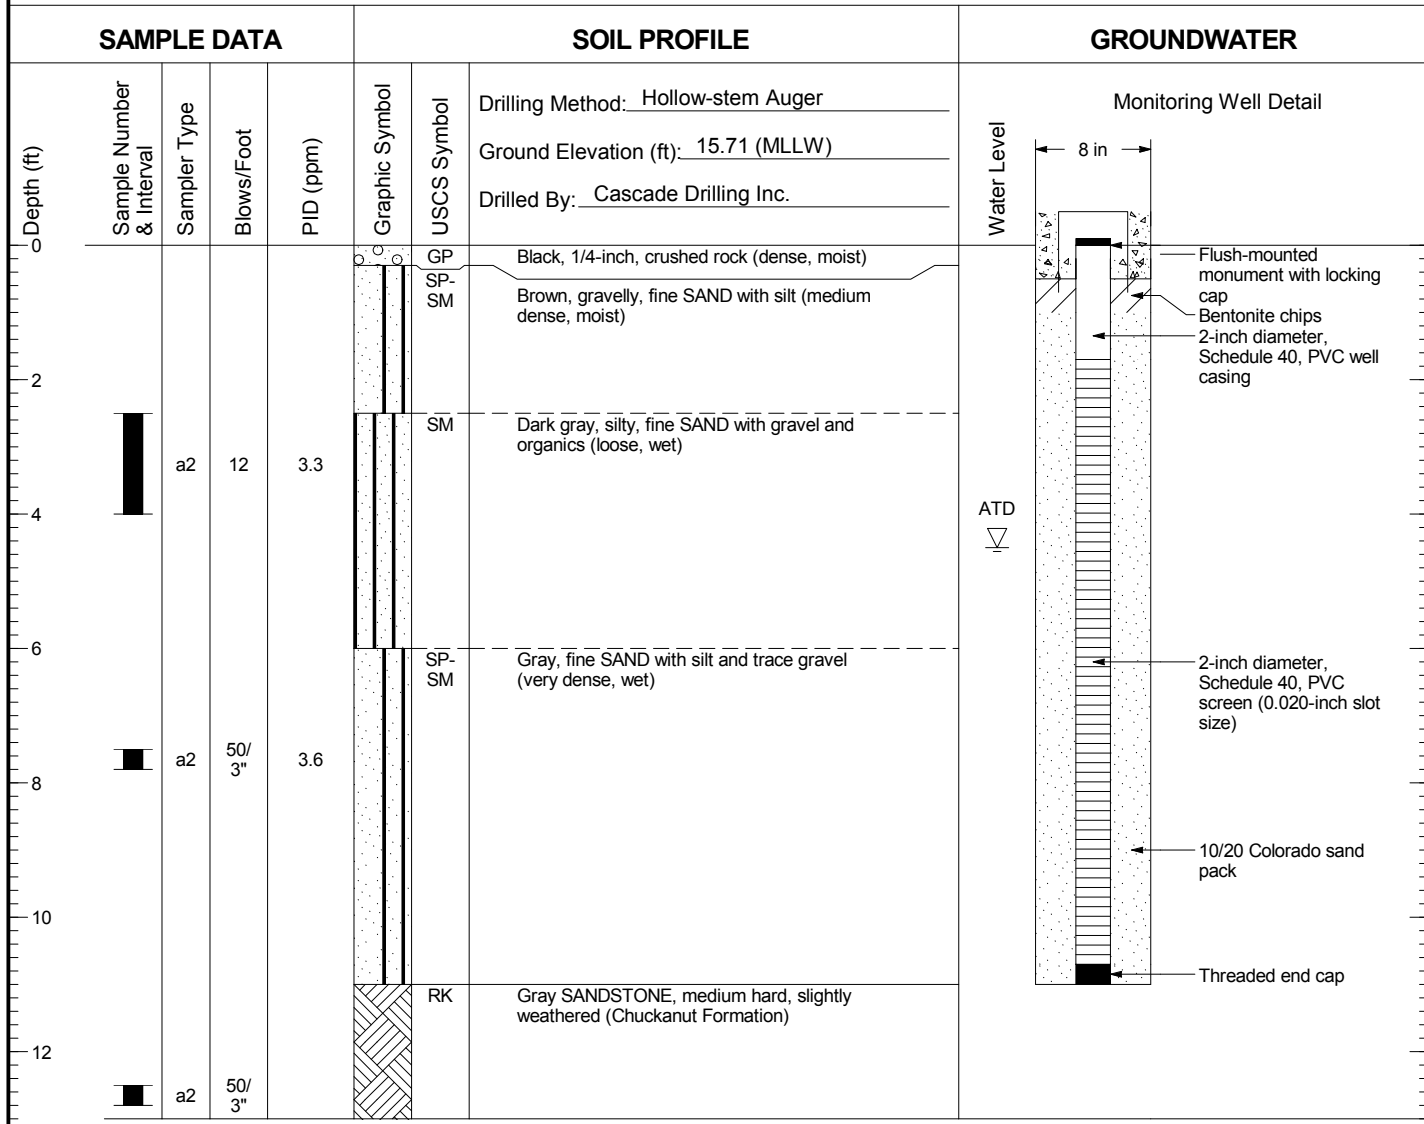 SAMPLE DATA
SOIL PROFILE
GROUNDWATER
Depth (ft)
Sample Number
& Interval
Sampler Type
Blows/Foot
PID (ppm)
Graphic Symbol
USCS Symbol
Drilling Method: Hollow-stem Auger
Ground Elevation (ft): 15.71 (MLLW)
Drilled By: Cascade Drilling Inc.
Water Level
Monitoring Well Detail
8 in
0
GP
Black, 1/4-inch, crushed rock (dense, moist)
SP-
SM
Brown, gravelly, fine SAND with silt (medium
dense, moist)
Flush-mounted
monument with locking
cap
Bentonite chips
2-inch diameter,
Schedule 40, PVC well
casing
2
SM
Dark gray, silty, fine SAND with gravel and
organics (loose, wet)
a2
12
3.3
4
ATD
6
SP-
SM
Gray, fine SAND with silt and trace gravel
(very dense, wet)
2-inch diameter,
Schedule 40, PVC
screen (0.020-inch slot
size)
a2
50/
3"
3.6
8
10/20 Colorado sand
pack
10
Threaded end cap
RK
Gray SANDSTONE, medium hard, slightly
weathered (Chuckanut Formation)
12
a2
50/
3"